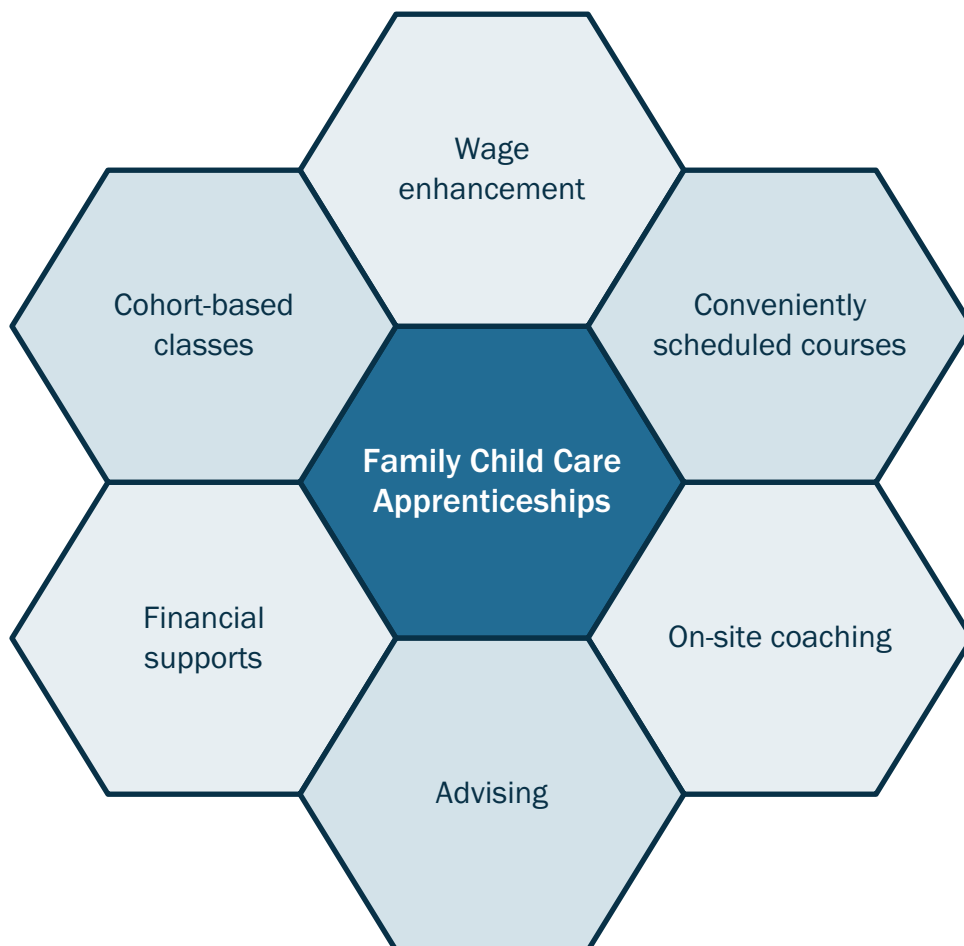 Wage
enhancement
Cohort-based
classes
Conveniently
scheduled courses
Family Child Care
Apprenticeships
Financial
supports
On-site coaching
Advising